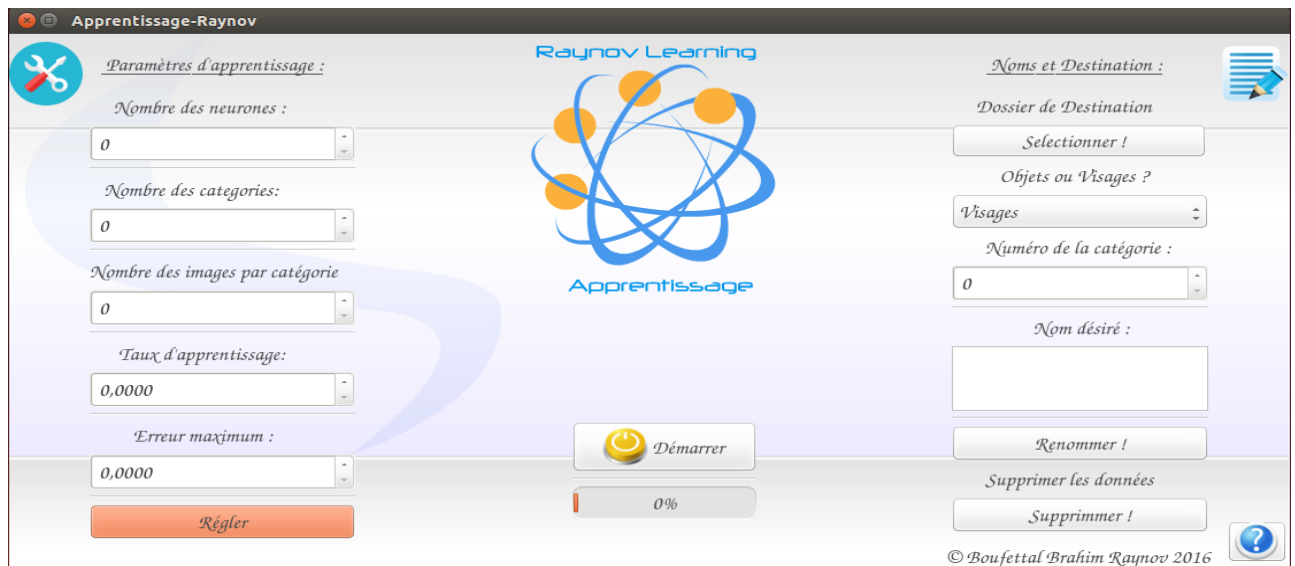 Apprentissage-Raynov
Paramètres d'apprentissage :
Nombre des neurones :
0
Nombre des categories:
0
Nombre des images par catégorie
0
Taux d'apprentissage:
0,0000
Erreur maximum :
0,0000
Régler
Raynov Learning
Apprentissage
Démarrer
0%
Noms et Destination :
Dossier de Destination
Selectionner !
Objets ou Visages ?
Visages
Numéro de la catégorie :
0
Nom désiré :
Renommer !
Supprimer les données
Supprimmer !
© Boufettal Brahim Raynov 2016
?